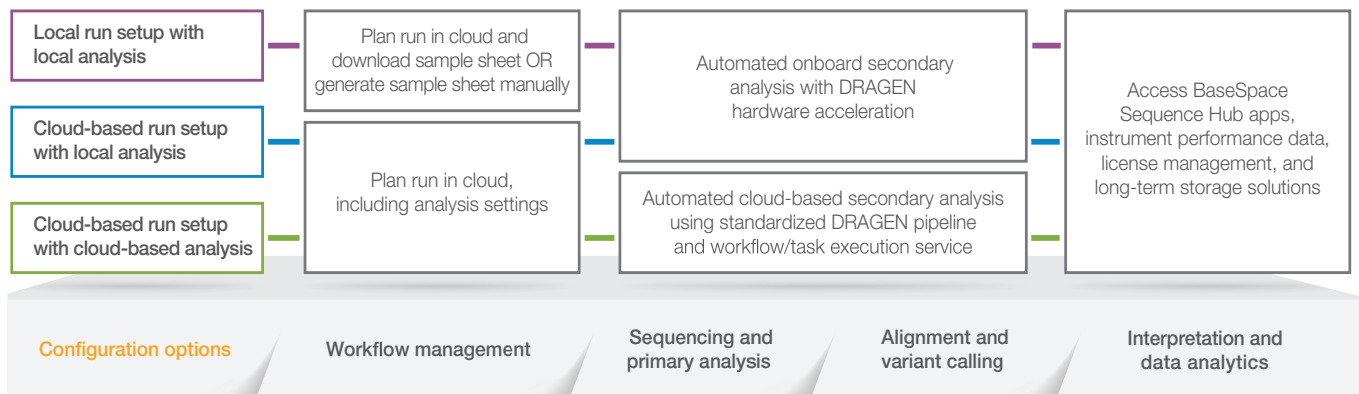 Local run setup with
local analysis
Plan run in cloud and
download sample sheet OR
generate sample sheet manually
Automated onboard secondary
analysis with DRAGEN
hardware acceleration
Access BaseSpace
Sequence Hub apps,
instrument performance data,
license management, and
long-term storage solutions
Cloud-based run setup
with local analysis
Plan run in cloud,
including analysis settings
Automated cloud-based secondary analysis
using standardized DRAGEN pipeline
and workflow/task execution service
Cloud-based run setup
with cloud-based analysis
Configuration options
Workflow management
Sequencing and
primary analysis
Alignment and
variant calling
Interpretation and
data analytics